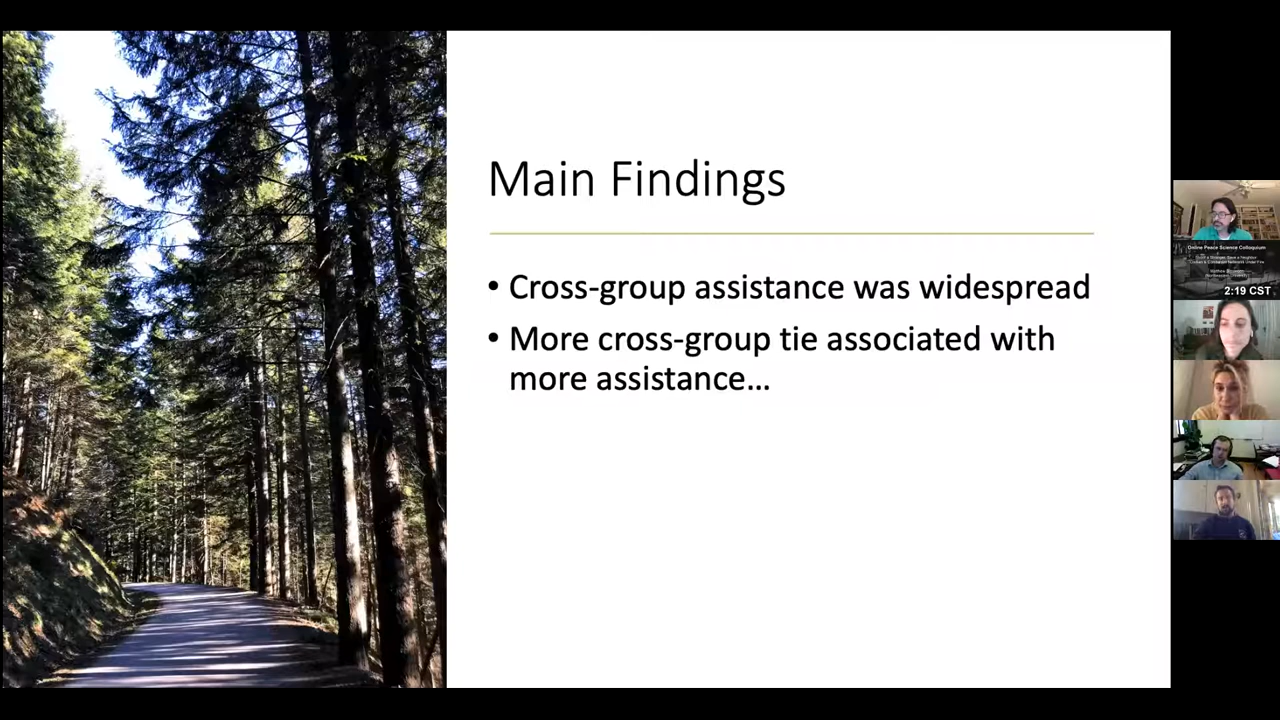 Main Findings
• Cross-group assistance was widespread
• More cross-group tie associated with
more assistance…
Online Peace Science Colloquium
2:19 CST